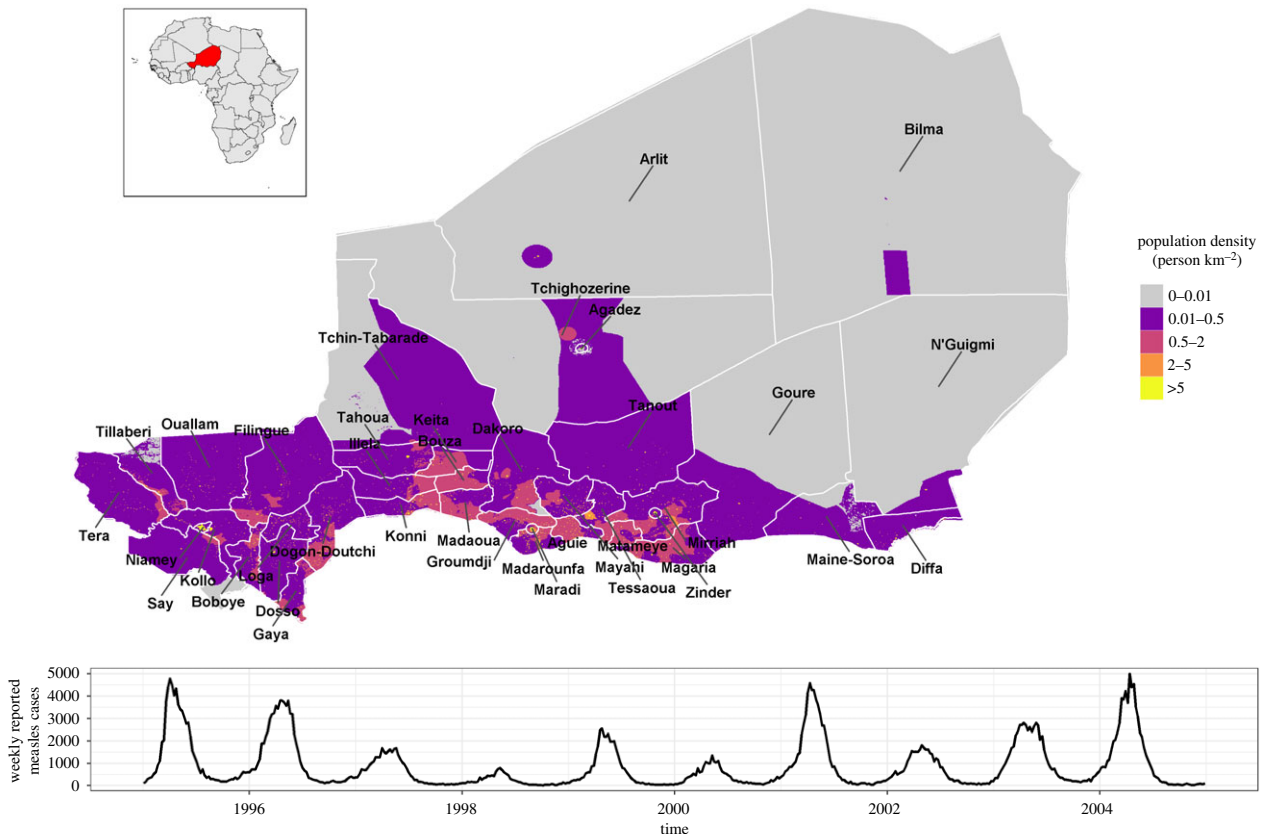 Bilma
Arlit
population density
(person km–2)
Tchighozerine
0–0.01
Agadez
0.01–0.5
Tchin-Tabarade
0.5–2
N'Guigmi
2–5
>5
Goure
Tanout
Tahoua
Keita
Ouallam
Tillaberi
Filingue
Dakoro
Illela
Bouza
Tera
Konni
Madaoua
Aguie
Matameye
Mirriah
Dogon-Doutchi
Niamey
Groumdji
Maine-Soroa
Madarounfa
Mayahi
Magaria
Diffa
Loga
Kollo
Maradi
Tessaoua
Zinder
Say
Boboye
Dosso
Gaya
weekly reported
measles cases
5000
4000
3000
2000
1000
0
1996
1998
2000
2002
2004
time